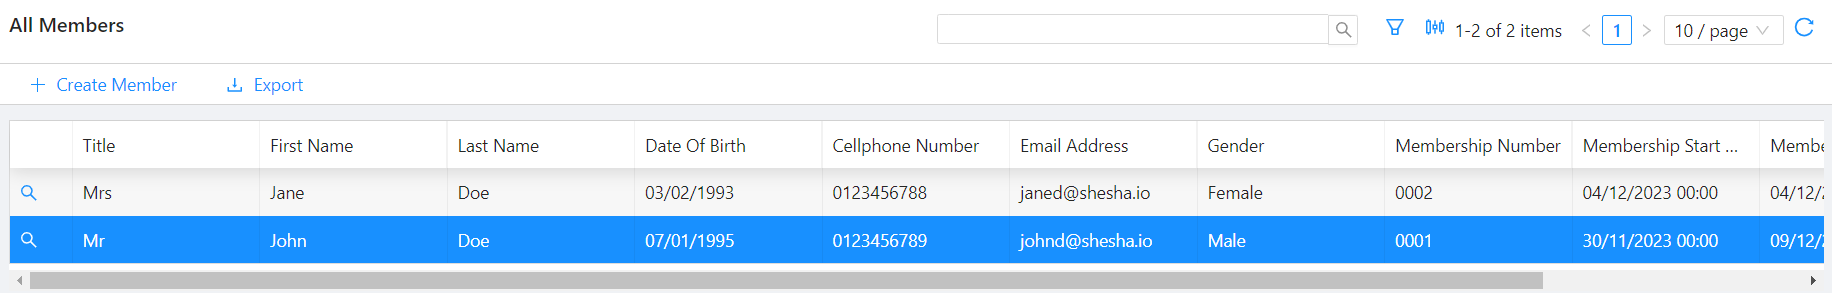 All Members
1-2 of 2 items < 1 > 10 / page
Create Member Export
Title First Name Last Name Date Of Birth Cellphone Number Email Address Gender Membership Number Membership Start ... Membe
Mrs Jane Doe 03/02/1993 0123456788 janed@shesha.io Female 0002 04/12/2023 00:00 04/12/2
Mr John Doe 07/01/1995 0123456789 johnd@shesha.io Male 0001 30/11/2023 00:00 09/12/2